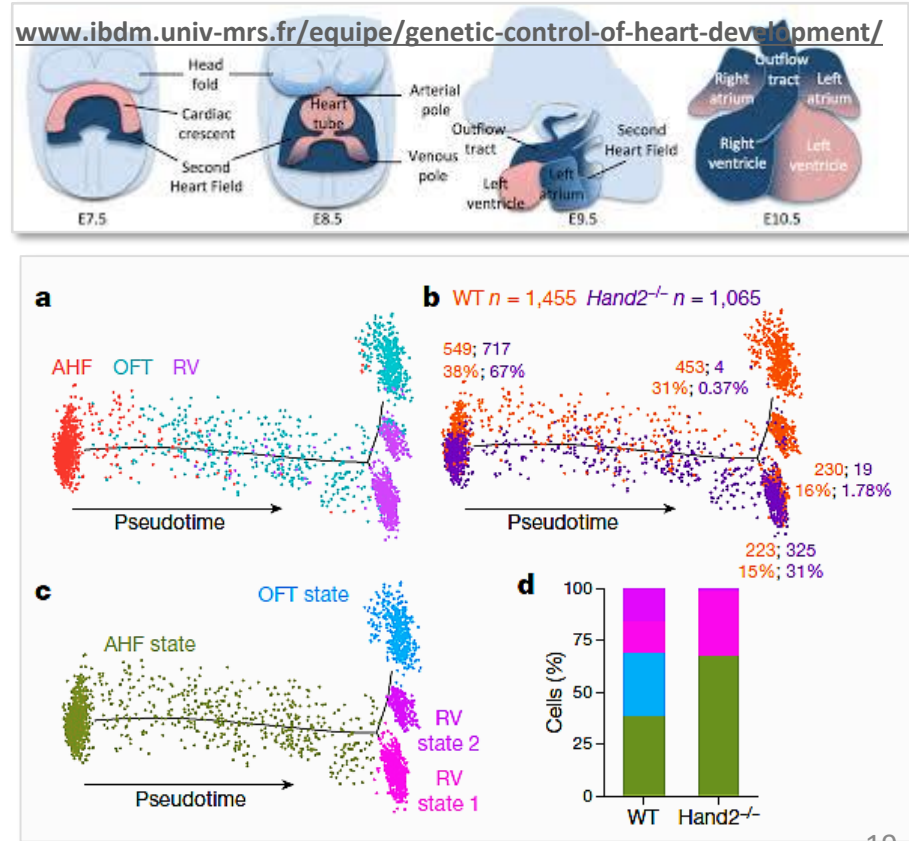 www.ibdm.univ-mrs.fr/equipe/genetic-control-of-heart-development/
Head
fold
Cardiac
crescent
Second
Heart Field
E7.5
Heart
tube
Arterial
pole
Venous
pole
E8.5
Outflow
tract
Second
Heart Field
Left
ventricle
Left
atrium
E9.5
Outflow
tract
Right
atrium
Left
atrium
Right
ventricle
Left
ventricle
E10.5
a
AHF OFT RV
Pseudotime
b WT n = 1,455 Hand2–/– n = 1,065
549; 717
38%; 67%
453; 4
31%; 0.37%
230; 19
16%; 1.78%
223; 325
15%; 31%
Pseudotime
c
OFT state
AHF state
RV
state 2
RV
state 1
Pseudotime
d
Cells (%)
100
75
50
25
0
WT Hand2–/–
10